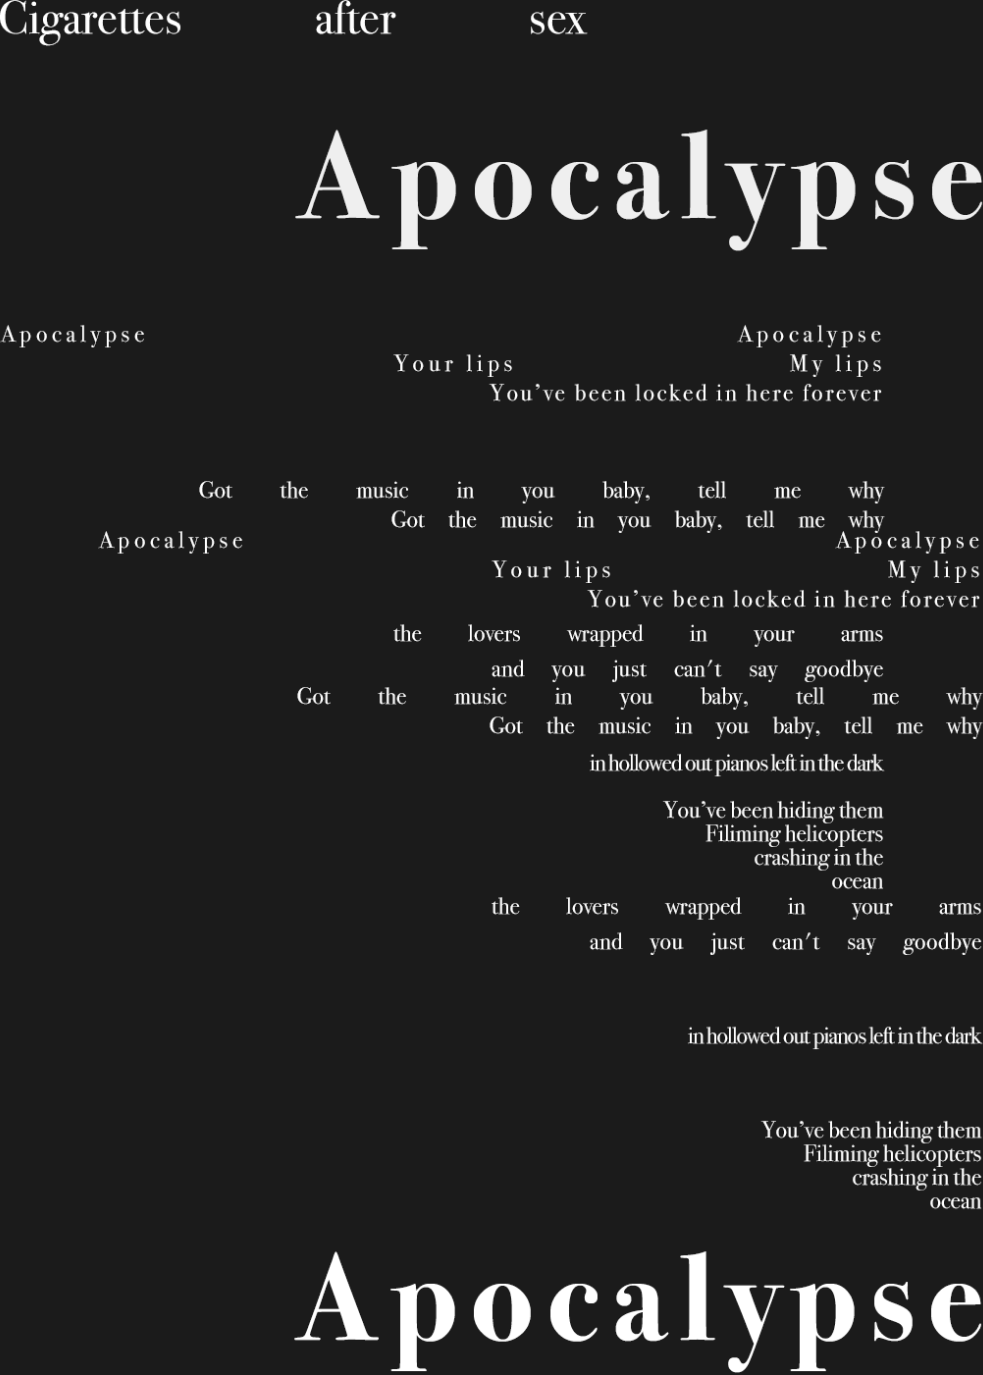 Cigarettes after sex
Apocalypse
Apocalypse Apocalypse
Your lips My lips
You’ve been locked in here forever
Got the music in you baby, tell me why
Got the music in you baby, tell me why
Apocalypse Apocalypse
Your lips My lips
You’ve been locked in here forever
the lovers wrapped in your arms
and you just can't say goodbye
Got the music in you baby, tell me why
Got the music in you baby, tell me why
in hollowed out pianos left in the dark
You’ve been hiding them
Filiming helicopters
crashing in the
ocean
the lovers wrapped in your arms
and you just can't say goodbye
in hollowed out pianos left in the dark
You’ve been hiding them
Filiming helicopters
crashing in the
ocean
Apocalypse